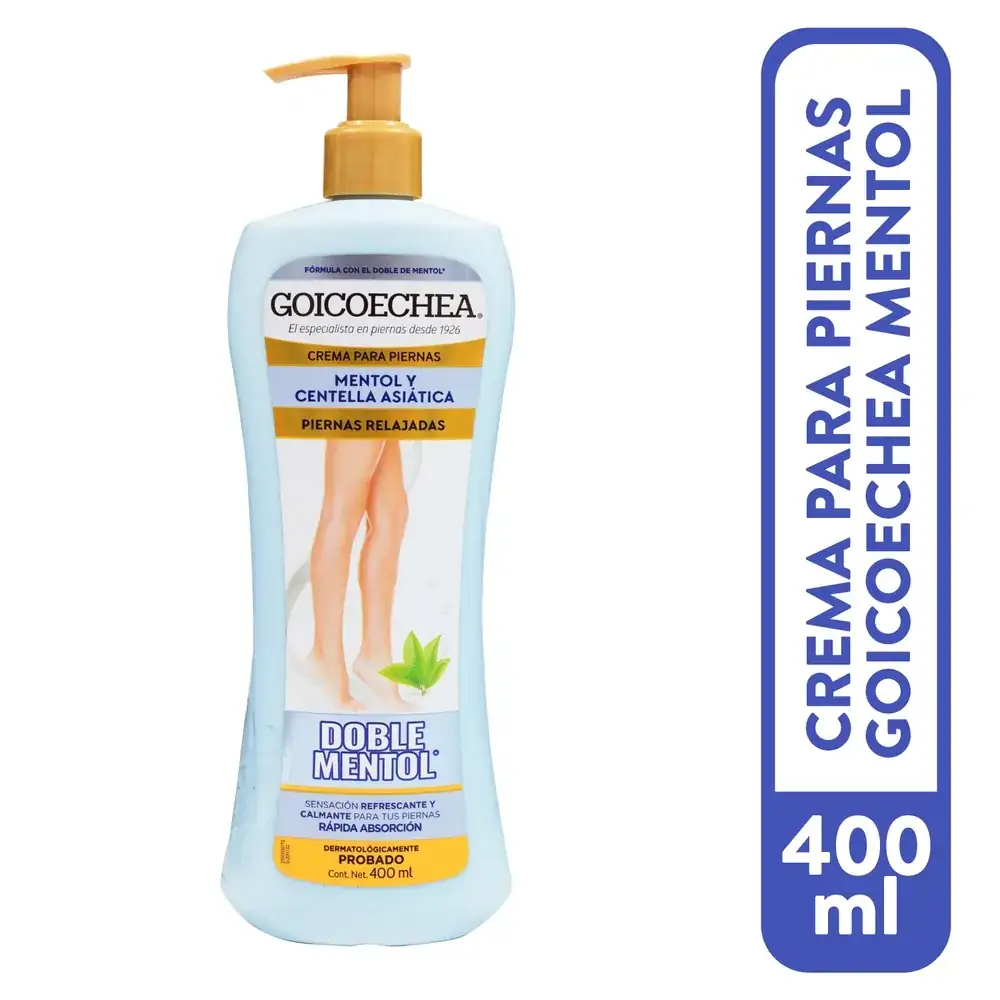 FÓRMULA CON EL DOBLE DE MENTOL*
GOICOECHEA®
El especialista en piernas desde 1926
CREMA PARA PIERNAS
MENTOL Y
CENTELLA ASIÁTICA
PIERNAS RELAJADAS
DOBLE
MENTOL*
SENSACIÓN REFRESCANTE Y
CALMANTE PARA TUS PIERNAS
RÁPIDA ABSORCIÓN
DERMATOLÓGICAMENTE
PROBADO
Cont. Net. 400 ml
CREMA PARA PIERNAS
GOICOECHEA MENTOL
400
ml